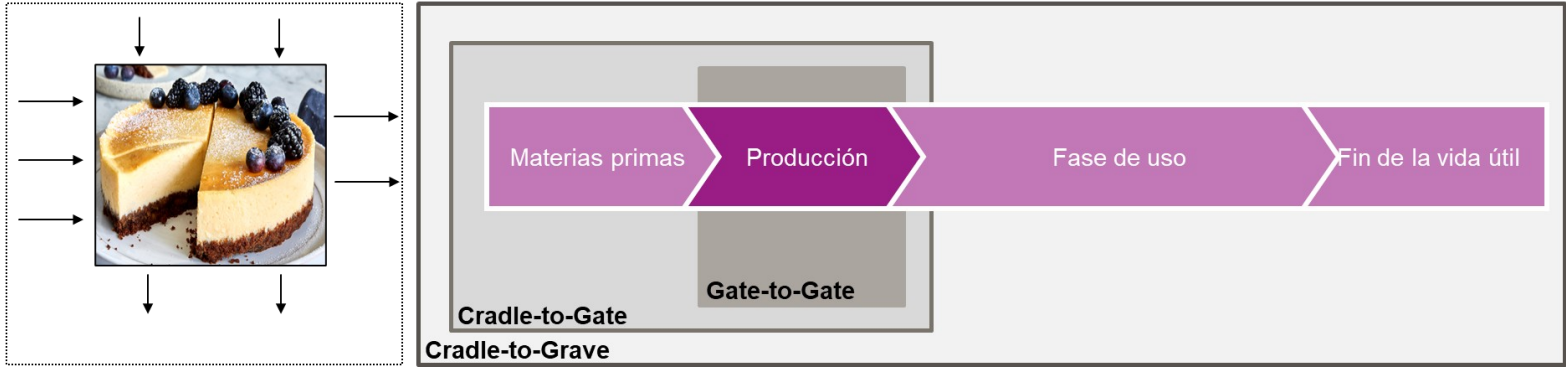 Materias primas
Producción
Fase de uso
Fin de la vida útil
Gate-to-Gate
Cradle-to-Gate
Cradle-to-Grave